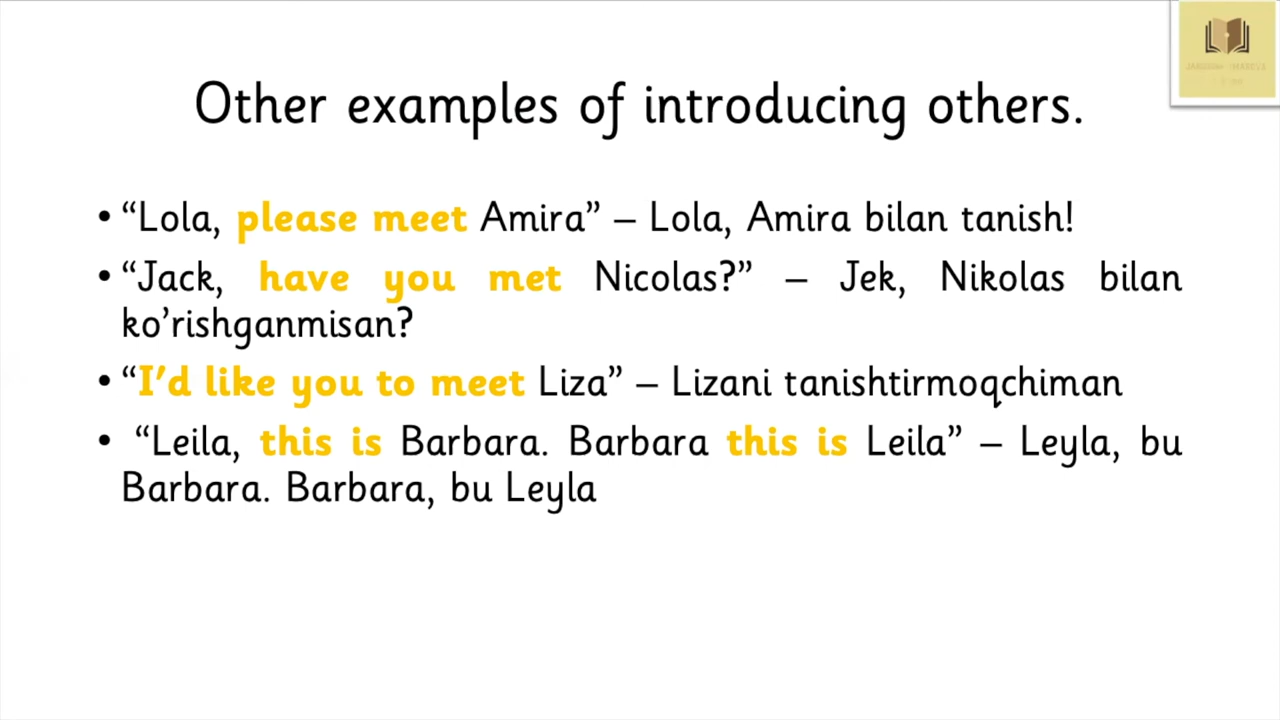 Other examples of introducing others.
• “Lola, please meet Amira” – Lola, Amira bilan tanish!
• “Jack, have you met Nicolas?” – Jek, Nikolas bilan
ko’rishganmisan?
• “I’d like you to meet Liza” – Lizani tanishtirmoqchiman
• “Leila, this is Barbara. Barbara this is Leila” – Leyla, bu
Barbara. Barbara, bu Leyla